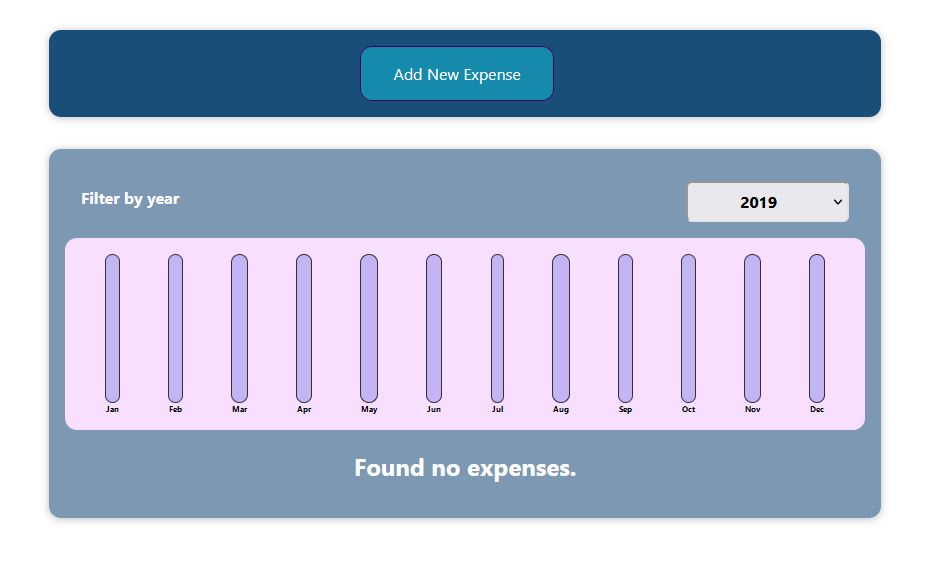 Add New Expense
Filter by year
2019
Jan Feb Mar Apr May Jun Jul Aug Sep Oct Nov Dec
Found no expenses.